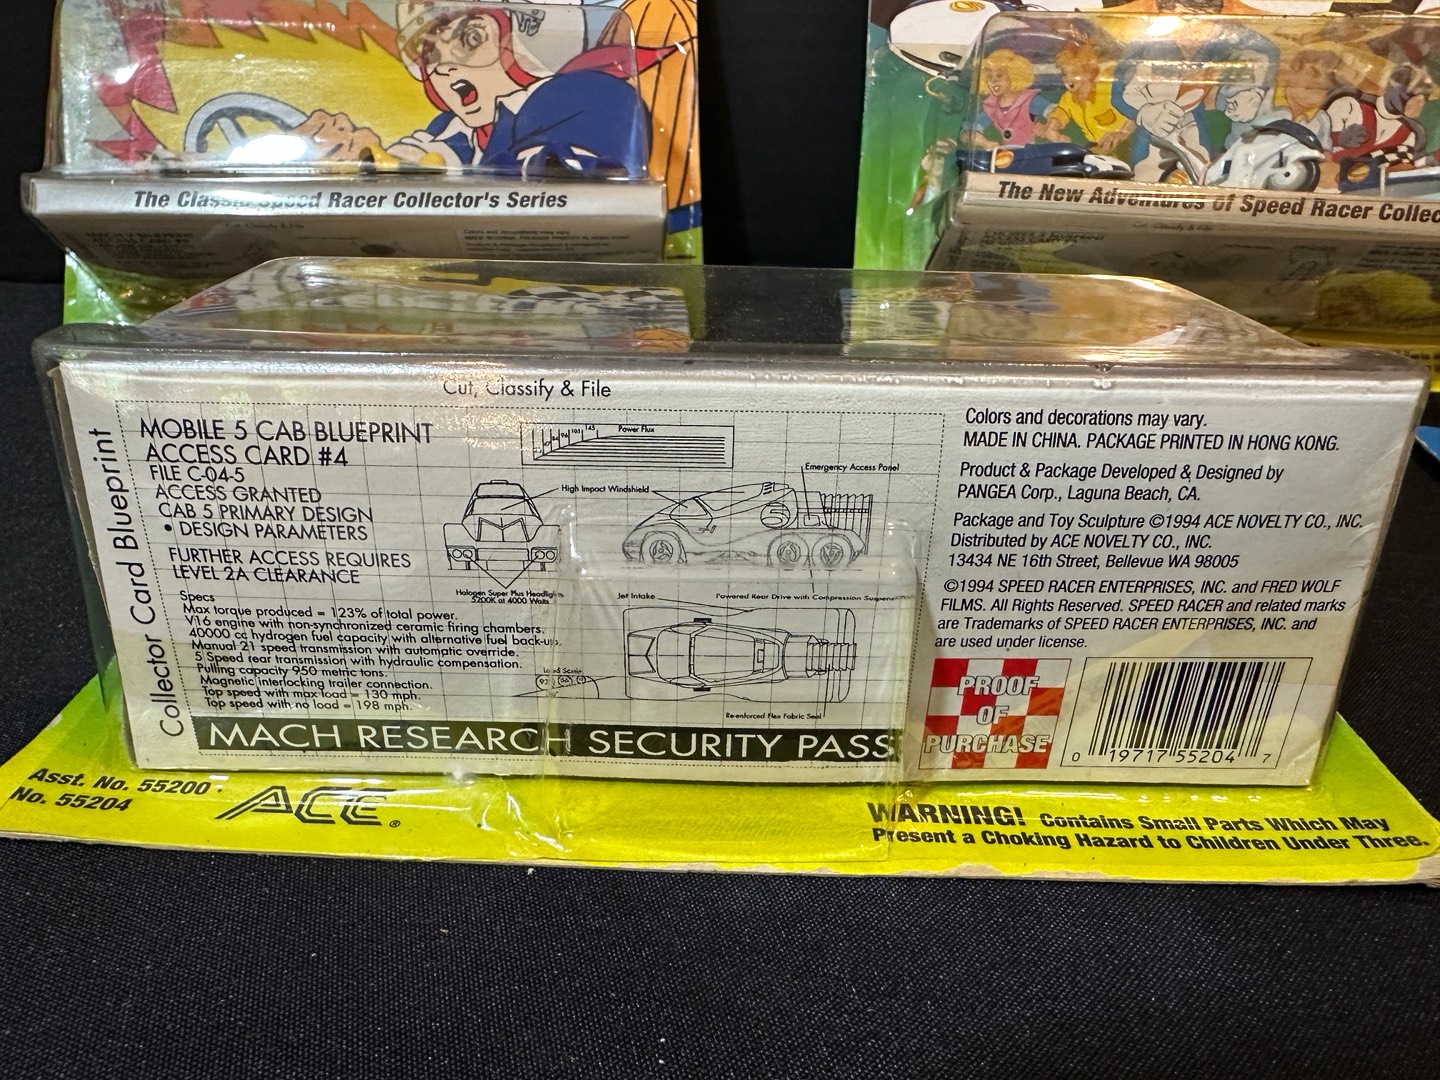 The Classic Speed Racer Collector's Series
The New Adventures of Speed Racer Collec
Cut, Classify & File
Collector Card Blueprint
MOBILE 5 CAB BLUEPRINT
ACCESS CARD #4
FILE C-04-5
ACCESS GRANTED
CAB 5 PRIMARY DESIGN
• DESIGN PARAMETERS
FURTHER ACCESS REQUIRES
LEVEL 2A CLEARANCE
Specs
Max torque produced = 123% of total power.
V16 engine with non-synchronized ceramic firing chambers.
40000 cc hydrogen fuel capacity with alternative fuel back-up.
Manual 21 speed transmission with automatic override.
5 Speed rear transmission with hydraulic compensation.
Pulling capacity 950 metric tons.
Magnetic interlocking trailer connection.
Top speed with max load = 130 mph.
Top speed with no load = 198 mph.
Power Flux
Emergency Access Panel
High Impact Windshield
5
Halogen Super Plus Headlights
5200K at 4000 Watts
Jet Intake
Powered Rear Drive with Compression Suspension
Re-enforced Flex Fabric Seal
MACH RESEARCH SECURITY PASS
Colors and decorations may vary.
MADE IN CHINA. PACKAGE PRINTED IN HONG KONG.
Product & Package Developed & Designed by
PANGEA Corp., Laguna Beach, CA.
Package and Toy Sculpture ©1994 ACE NOVELTY CO., INC.
Distributed by ACE NOVELTY CO., INC.
13434 NE 16th Street, Bellevue WA 98005
©1994 SPEED RACER ENTERPRISES, INC. and FRED WOLF
FILMS. All Rights Reserved. SPEED RACER and related marks
are Trademarks of SPEED RACER ENTERPRISES, INC. and
are used under license.
PROOF
OF
PURCHASE
0 19717 55204 7
Asst. No. 55200
No. 55204
ACE®
WARNING! Contains Small Parts Which May
Present a Choking Hazard to Children Under Three.